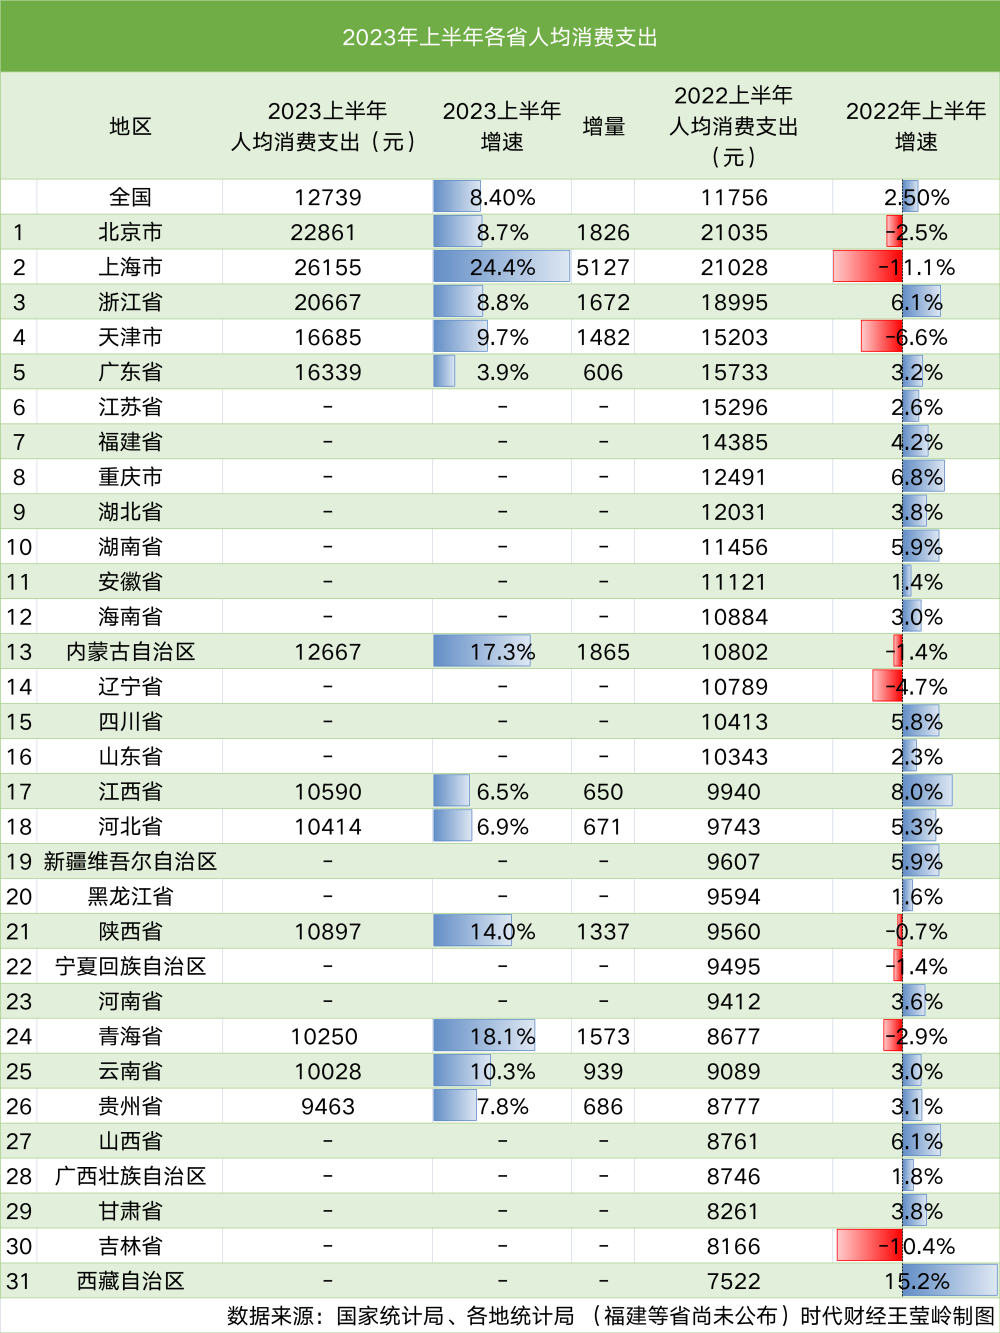 2023年上半年各省人均消费支出
地区 2023上半年人均消费支出（元） 2023上半年增速 增量 2022上半年人均消费支出（元） 2022年上半年增速
全国 12739 8.40% 11756 2.50%
1 北京市 22861 8.7% 1826 21035 -2.5%
2 上海市 26155 24.4% 5127 21028 -11.1%
3 浙江省 20667 8.8% 1672 18995 6.1%
4 天津市 16685 9.7% 1482 15203 -6.6%
5 广东省 16339 3.9% 606 15733 3.2%
6 江苏省 - - - 15296 2.6%
7 福建省 - - - 14385 4.2%
8 重庆市 - - - 12491 6.8%
9 湖北省 - - - 12031 3.8%
10 湖南省 - - - 11456 5.9%
11 安徽省 - - - 11121 1.4%
12 海南省 - - - 10884 3.0%
13 内蒙古自治区 12667 17.3% 1865 10802 -1.4%
14 辽宁省 - - - 10789 -4.7%
15 四川省 - - - 10413 5.8%
16 山东省 - - - 10343 2.3%
17 江西省 10590 6.5% 650 9940 8.0%
18 河北省 10414 6.9% 671 9743 5.3%
19 新疆维吾尔自治区 - - - 9607 5.9%
20 黑龙江省 - - - 9594 1.6%
21 陕西省 10897 14.0% 1337 9560 -0.7%
22 宁夏回族自治区 - - - 9495 -1.4%
23 河南省 - - - 9412 3.6%
24 青海省 10250 18.1% 1573 8677 -2.9%
25 云南省 10028 10.3% 939 9089 3.0%
26 贵州省 9463 7.8% 686 8777 3.1%
27 山西省 - - - 8761 6.1%
28 广西壮族自治区 - - - 8746 1.8%
29 甘肃省 - - - 8261 3.8%
30 吉林省 - - - 8166 -10.4%
31 西藏自治区 - - - 7522 15.2%
数据来源：国家统计局、各地统计局 （福建等省尚未公布）时代财经王莹岭制图